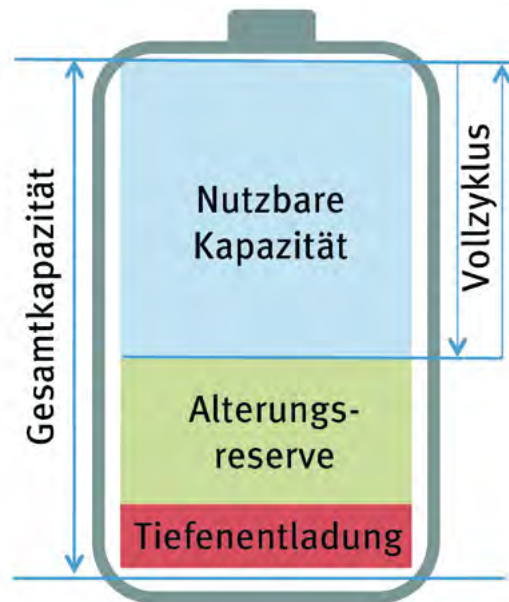 Gesamtkapazität
Nutzbare
Kapazität
Vollzyklus
Alterungs-
reserve
Tiefenentladung